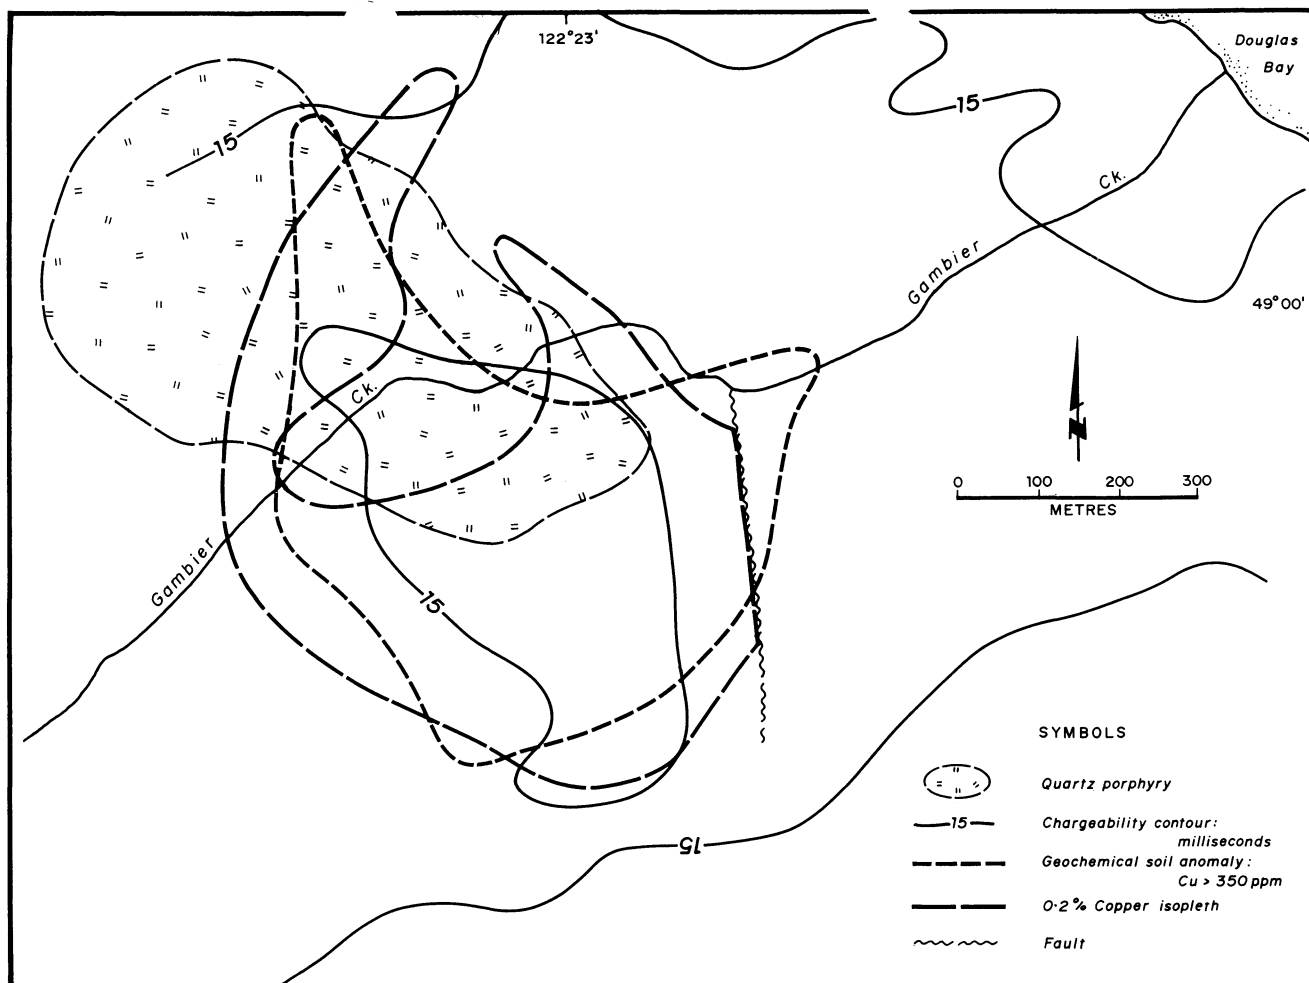 122°23'
Douglas
Bay
15
15
Ck.
Gambier
49°00'
Ck.
Gambier
15
0 100 200 300
METRES
15
SYMBOLS
Quartz porphyry
15
Chargeability contour:
milliseconds
Geochemical soil anomaly:
Cu > 350 ppm
0·2% Copper isopleth
Fault